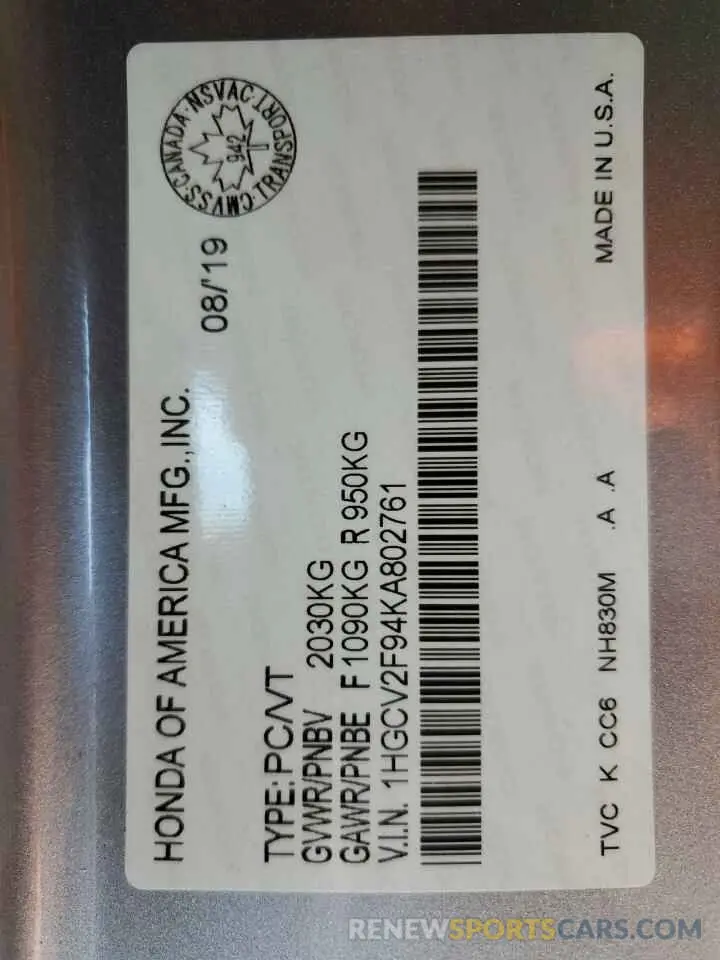 HONDA OF AMERICA MFG.,INC. 08/'19
CMVSS·CANADA·NSVAC·TRANSPORT
942
TYPE: PC/VT
GVWR/PNBV 2030KG
GAWR/PNBE F 1090KG R 950KG
V.I.N. 1HGCV2F94KA802761
TVC K CC6 NH830M .A .A MADE IN U.S.A.
RENEWSPORTSCARS.COM